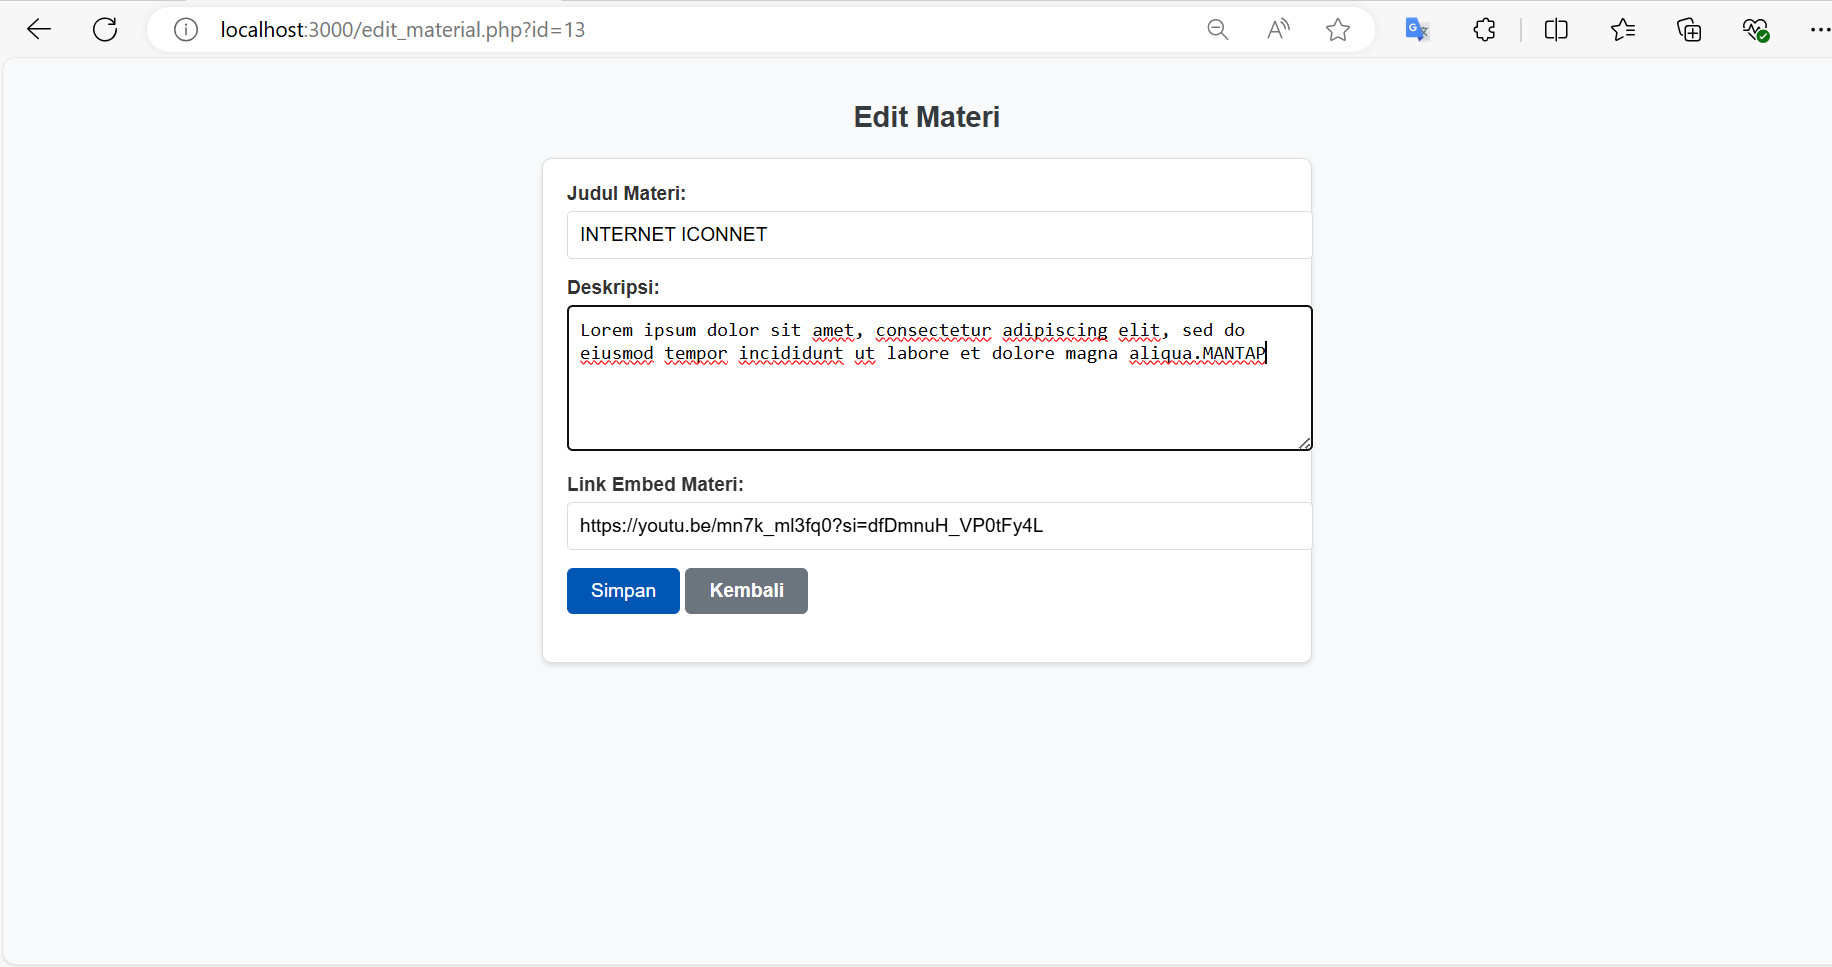 localhost:3000/edit_material.php?id=13
Edit Materi
Judul Materi:
INTERNET ICONNET
Deskripsi:
Lorem ipsum dolor sit amet, consectetur adipiscing elit, sed do
eiusmod tempor incididunt ut labore et dolore magna aliqua.MANTAP
Link Embed Materi:
https://youtu.be/mn7k_ml3fq0?si=dfDmnuH_VP0tFy4L
Simpan Kembali